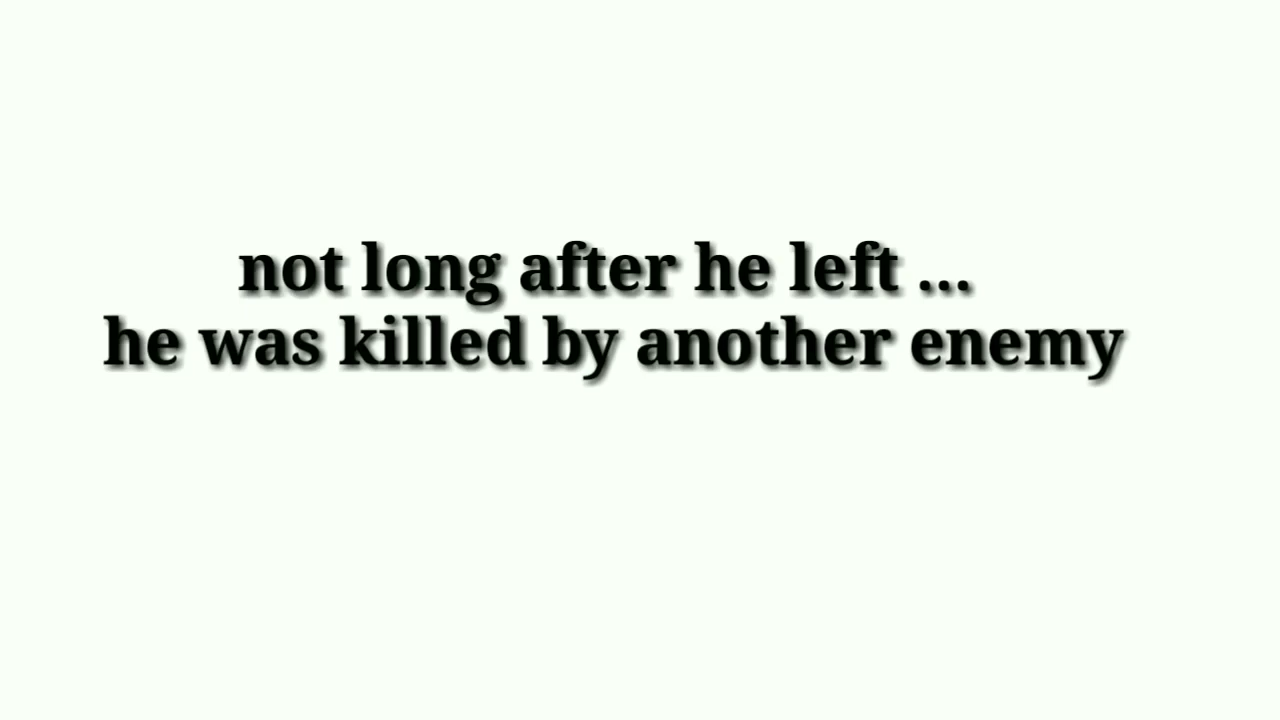 not long after he left ...
he was killed by another enemy